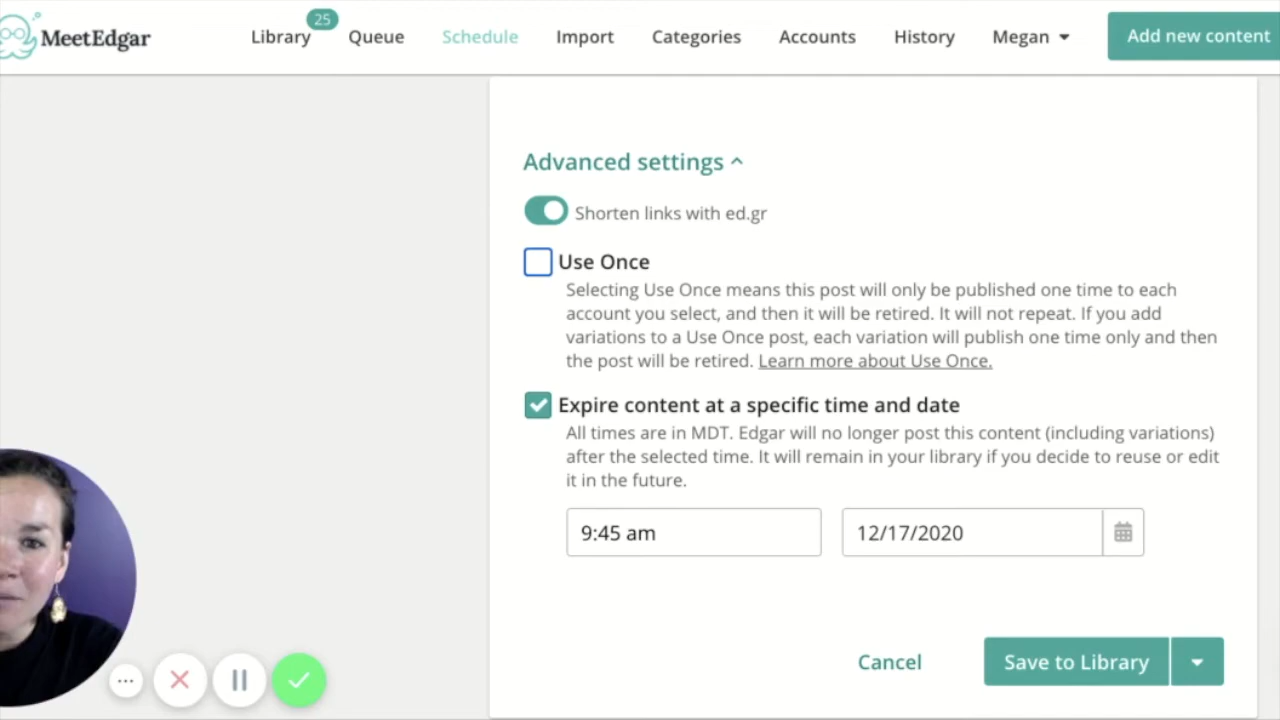 MeetEdgar
Library 25 Queue Schedule Import Categories Accounts History Megan Add new content
Advanced settings
Shorten links with ed.gr
Use Once
Selecting Use Once means this post will only be published one time to each
account you select, and then it will be retired. It will not repeat. If you add
variations to a Use Once post, each variation will publish one time only and then
the post will be retired. Learn more about Use Once.
Expire content at a specific time and date
All times are in MDT. Edgar will no longer post this content (including variations)
after the selected time. It will remain in your library if you decide to reuse or edit
it in the future.
9:45 am 12/17/2020
Cancel Save to Library